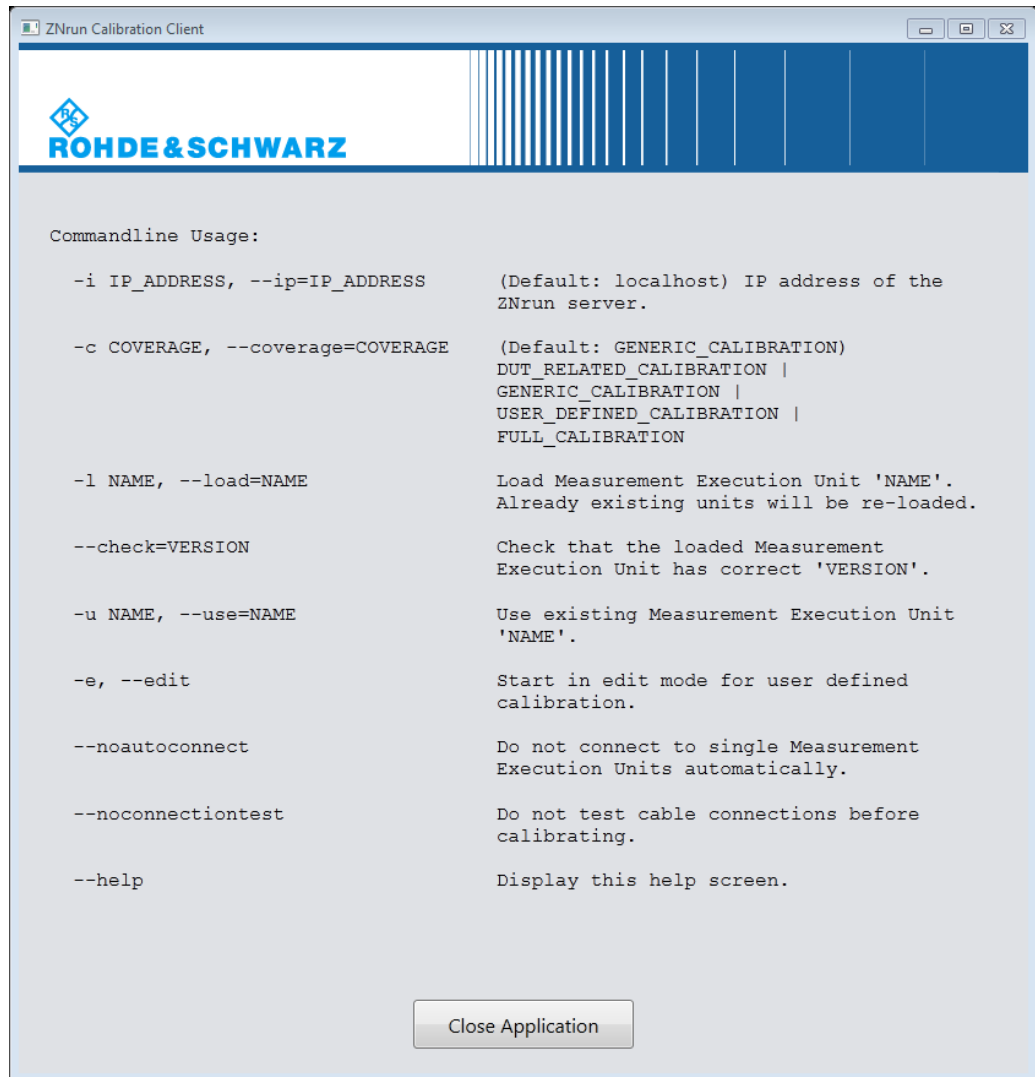 ZNrun Calibration Client
R&S
ROHDE&SCHWARZ
Commandline Usage:
-i IP_ADDRESS, --ip=IP_ADDRESS (Default: localhost) IP address of the
ZNrun server.
-c COVERAGE, --coverage=COVERAGE (Default: GENERIC_CALIBRATION)
DUT_RELATED_CALIBRATION |
GENERIC_CALIBRATION |
USER_DEFINED_CALIBRATION |
FULL_CALIBRATION
-l NAME, --load=NAME Load Measurement Execution Unit 'NAME'.
Already existing units will be re-loaded.
--check=VERSION Check that the loaded Measurement
Execution Unit has correct 'VERSION'.
-u NAME, --use=NAME Use existing Measurement Execution Unit
'NAME'.
-e, --edit Start in edit mode for user defined
calibration.
--noautoconnect Do not connect to single Measurement
Execution Units automatically.
--noconnectiontest Do not test cable connections before
calibrating.
--help Display this help screen.
Close Application